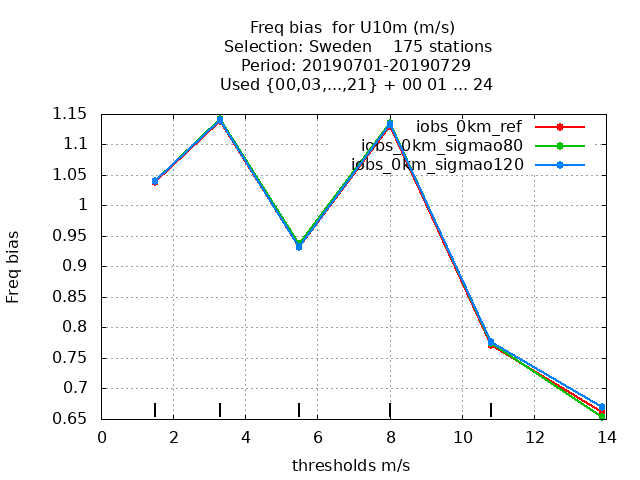 Freq bias  for U10m (m/s)
Selection: Sweden    175 stations
Period: 20190701-20190729
Used {00,03,...,21} + 00 01 ... 24
iobs_0km_ref
iobs_0km_sigmao80
iobs_0km_sigmao120
1.15
1.1
1.05
1
0.95
0.9
0.85
0.8
0.75
0.7
0.65
Freq bias
0 2 4 6 8 10 12 14
thresholds m/s